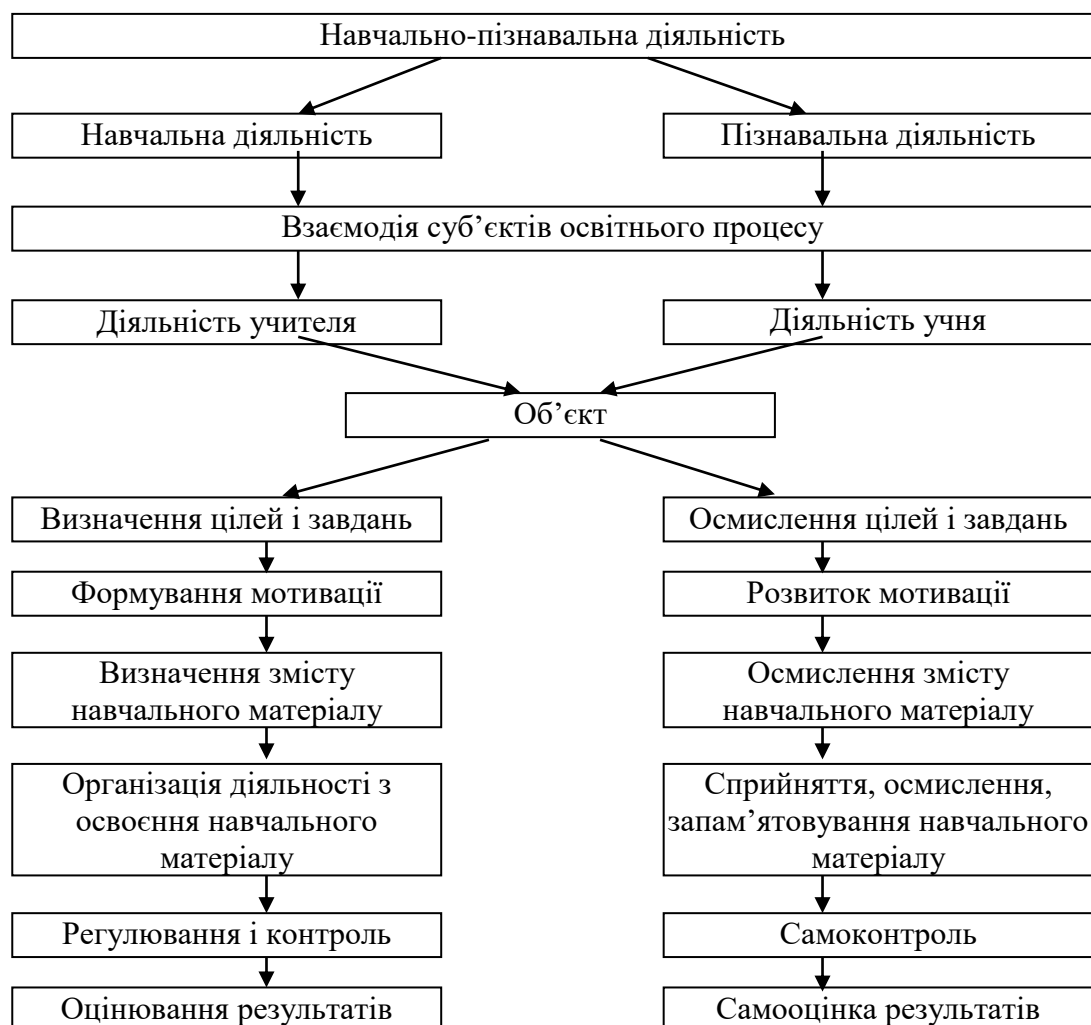 Навчально-пізнавальна діяльність
Навчальна діяльність
Пізнавальна діяльність
Взаємодія суб’єктів освітнього процесу
Діяльність учителя
Діяльність учня
Об’єкт
Визначення цілей і завдань
Осмислення цілей і завдань
Формування мотивації
Розвиток мотивації
Визначення змісту
навчального матеріалу
Осмислення змісту
навчального матеріалу
Організація діяльності з
освоєння навчального
матеріалу
Сприйняття, осмислення,
запам’ятовування навчального
матеріалу
Регулювання і контроль
Самоконтроль
Оцінювання результатів
Самооцінка результатів